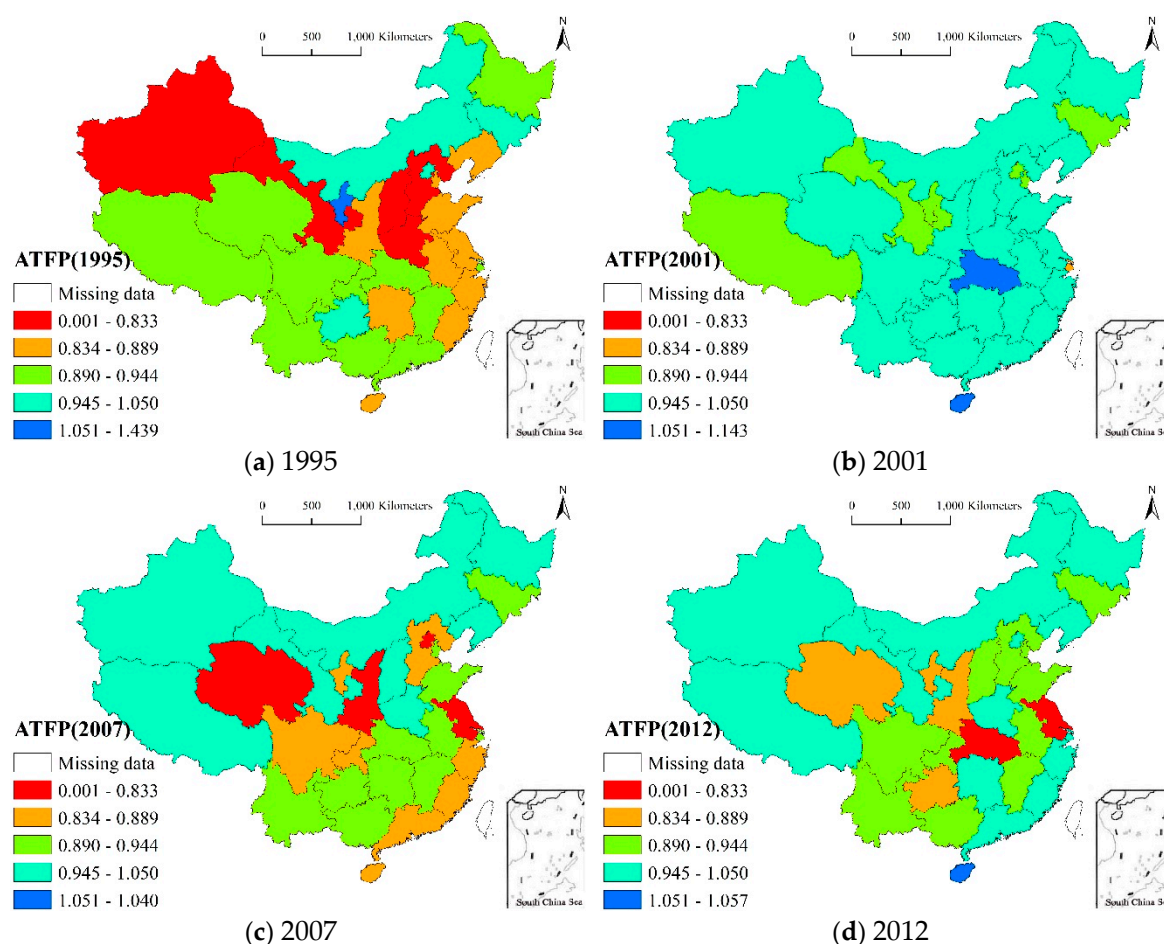 N
0 500 1,000 Kilometers
ATFP(1995)
Missing data
0.001 - 0.833
0.834 - 0.889
0.890 - 0.944
0.945 - 1.050
1.051 - 1.439
South China Sea
(a) 1995
N
0 500 1,000 Kilometers
ATFP(2001)
Missing data
0.001 - 0.833
0.834 - 0.889
0.890 - 0.944
0.945 - 1.050
1.051 - 1.143
South China Sea
(b) 2001
N
0 500 1,000 Kilometers
ATFP(2007)
Missing data
0.001 - 0.833
0.834 - 0.889
0.890 - 0.944
0.945 - 1.050
1.051 - 1.040
South China Sea
(c) 2007
N
0 500 1,000 Kilometers
ATFP(2012)
Missing data
0.001 - 0.833
0.834 - 0.889
0.890 - 0.944
0.945 - 1.050
1.051 - 1.057
South China Sea
(d) 2012